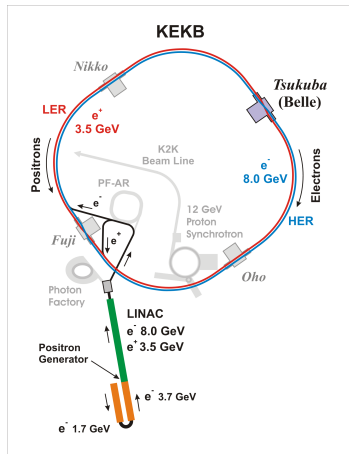 KEKB
Nikko
Tsukuba
(Belle)
LER
e+
3.5 GeV
K2K
Beam Line
e-
8.0 GeV
Positrons
Electrons
PF-AR
e-
12 GeV
Proton
Synchrotron
HER
Fuji
e+
Oho
Photon
Factory
LINAC
e- 8.0 GeV
e+ 3.5 GeV
Positron
Generator
e- 3.7 GeV
e- 1.7 GeV